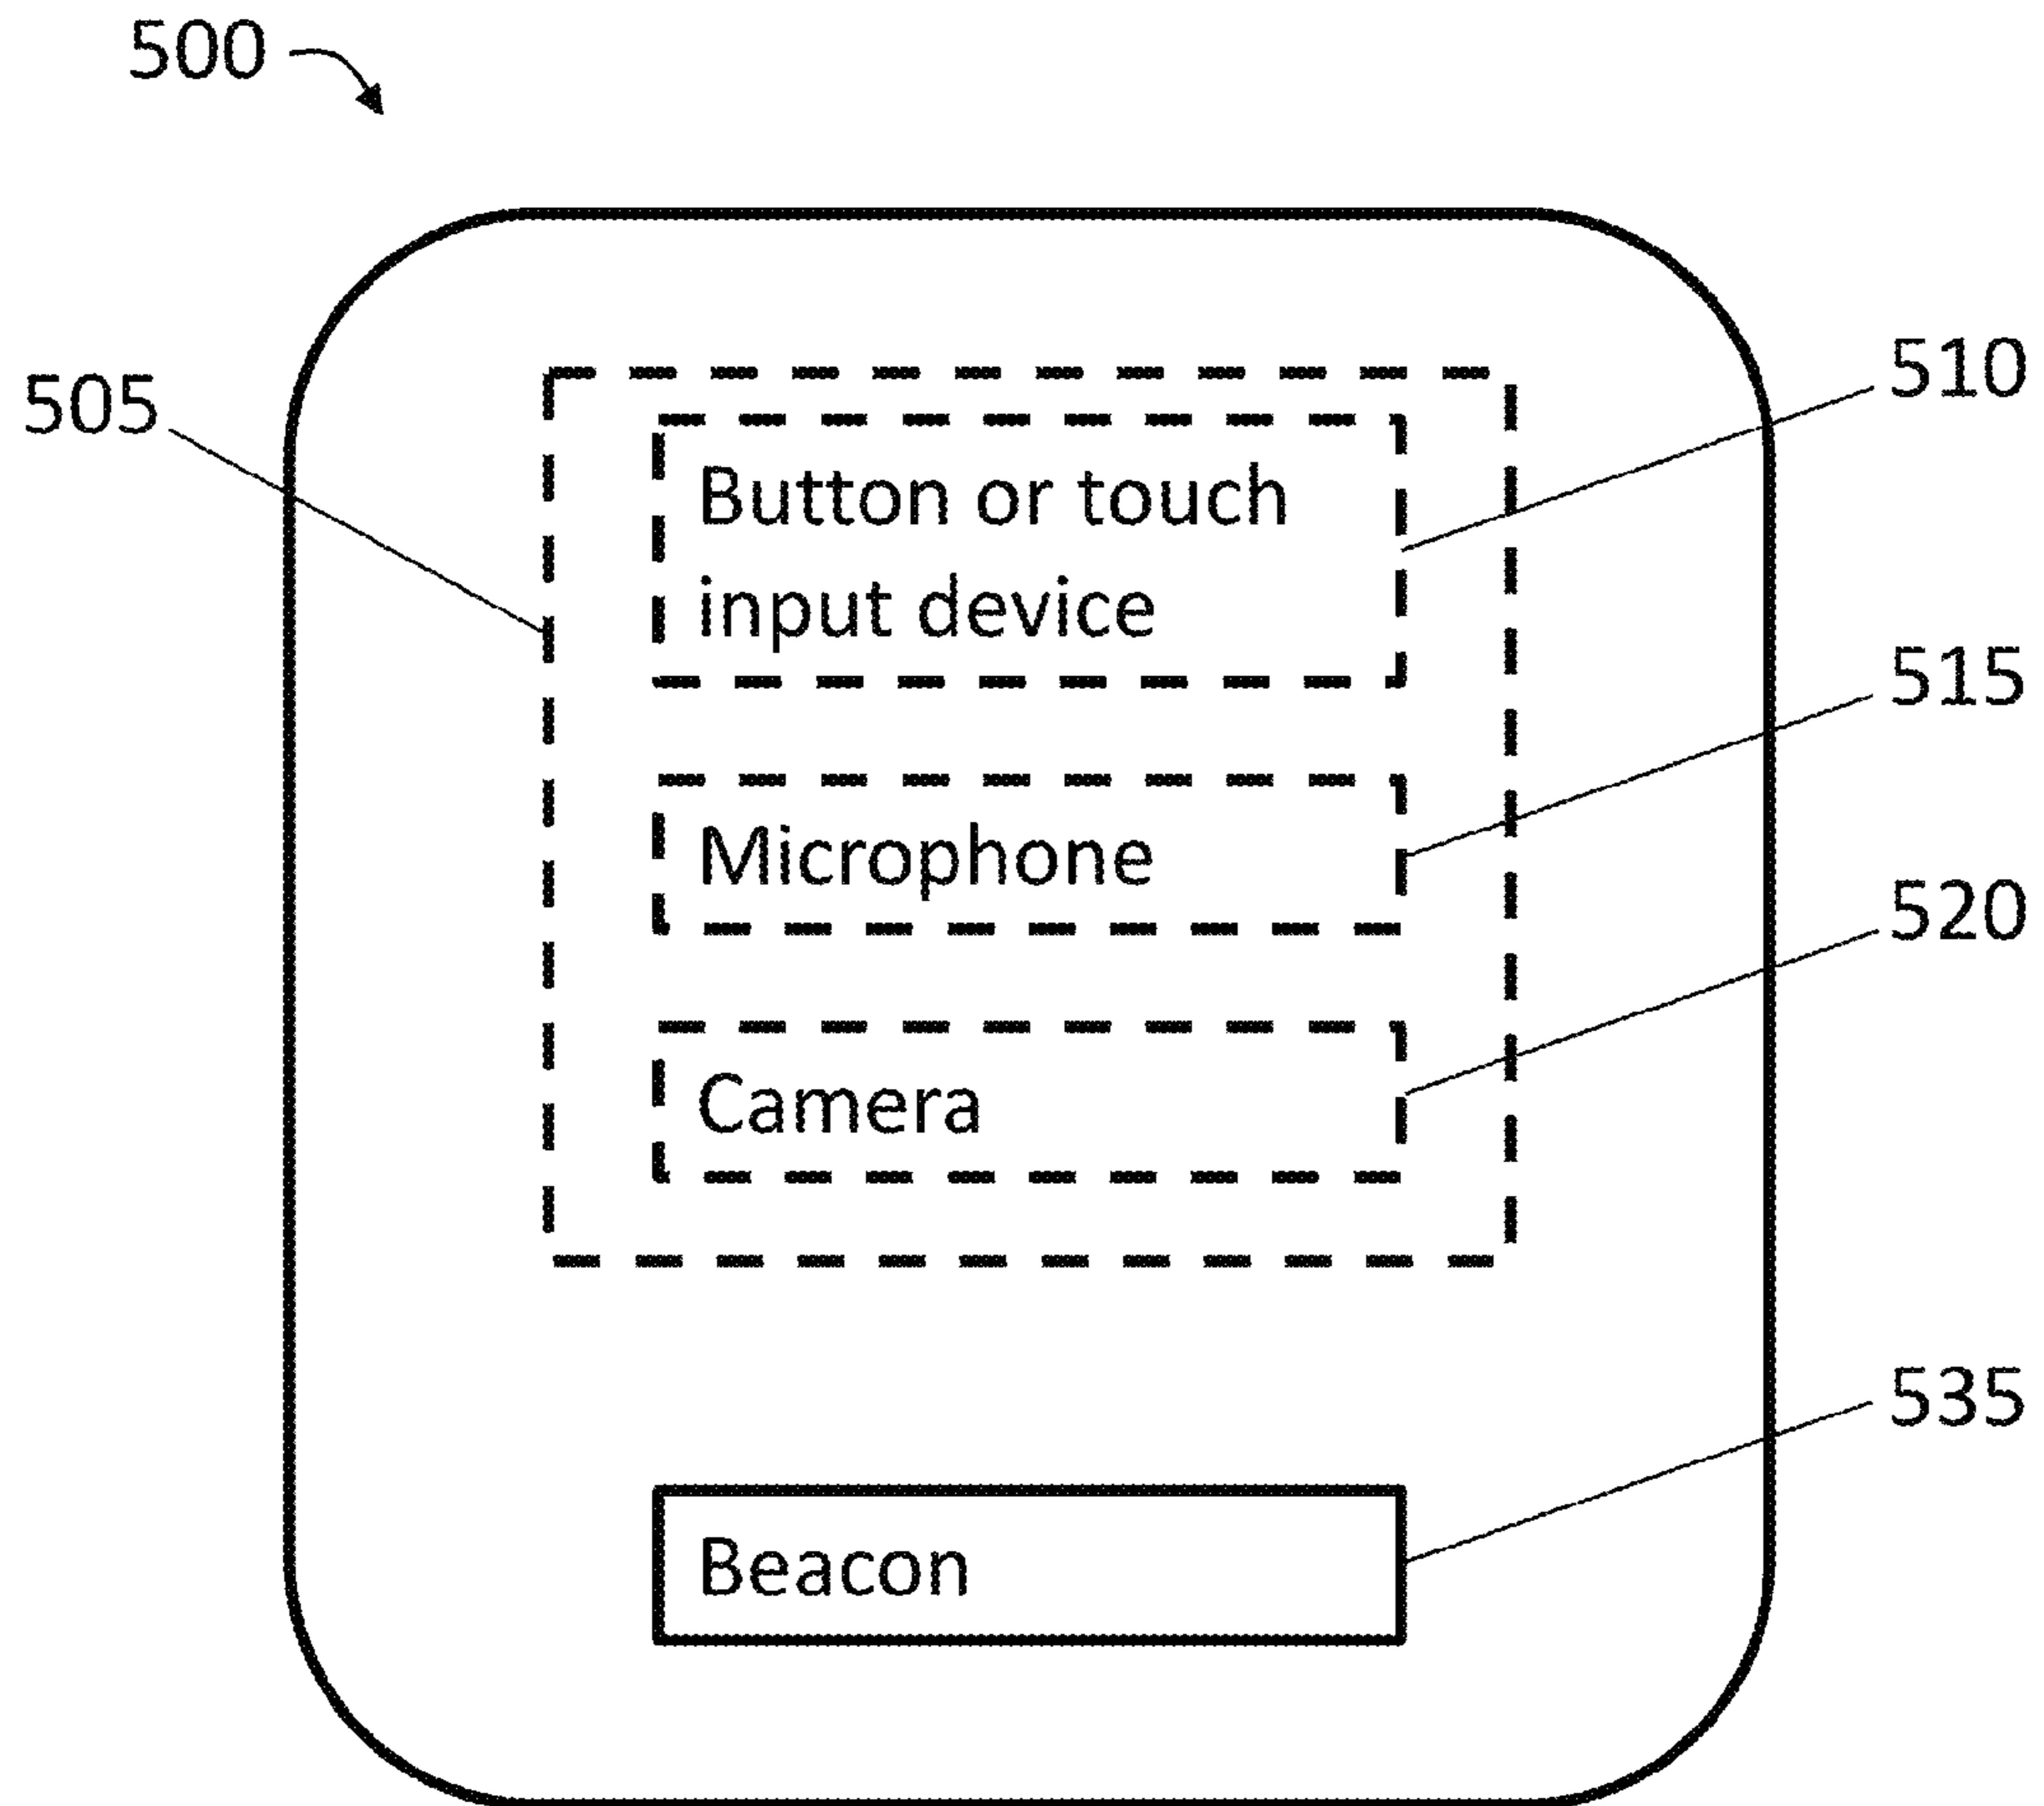 500
505
510
Button or touch
input device
515
Microphone
520
Camera
535
Beacon